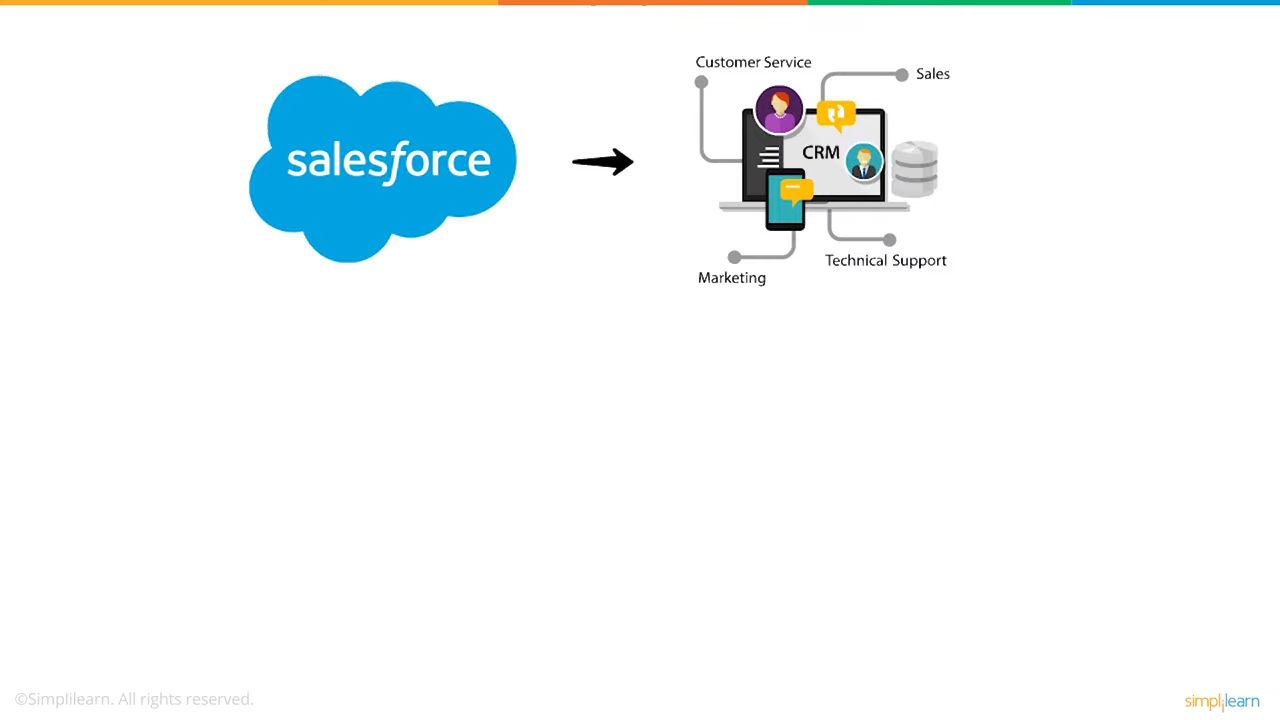 salesforce
Customer Service
Sales
CRM
Technical Support
Marketing
©Simplilearn. All rights reserved.
simplilearn